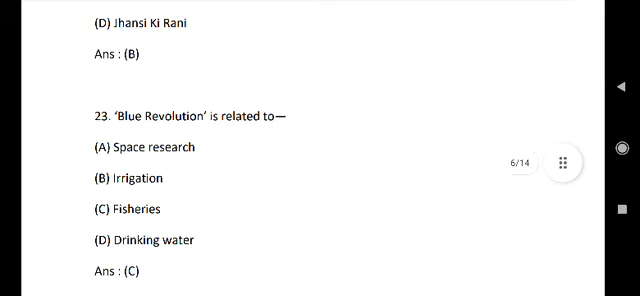 (D) Jhansi Ki Rani
Ans : (B)
23. ‘Blue Revolution’ is related to—
(A) Space research
(B) Irrigation
6/14
(C) Fisheries
(D) Drinking water
Ans : (C)